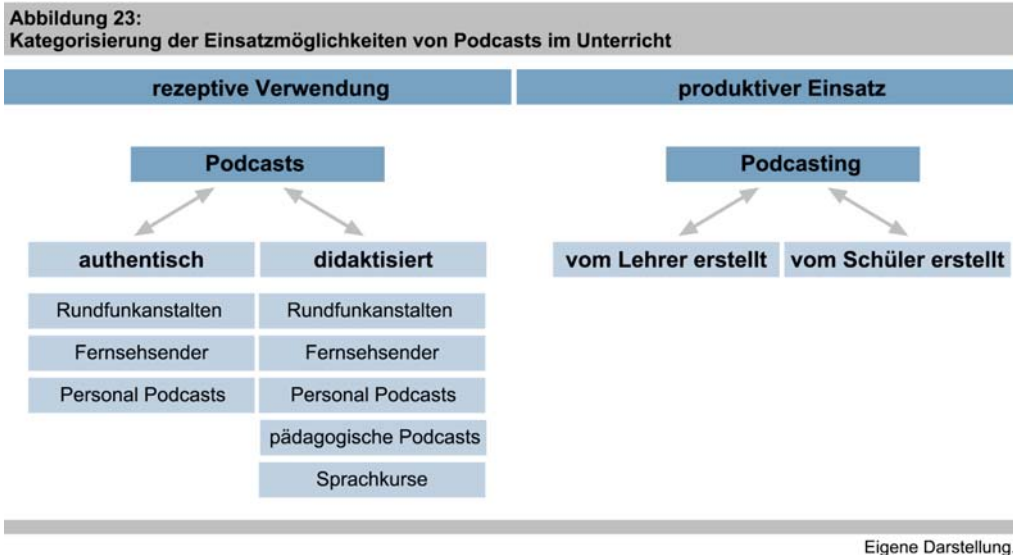 Abbildung 23:
Kategorisierung der Einsatzmöglichkeiten von Podcasts im Unterricht
rezeptive Verwendung
produktiver Einsatz
Podcasts
Podcasting
authentisch
didaktisiert
vom Lehrer erstellt
vom Schüler erstellt
Rundfunkanstalten
Rundfunkanstalten
Fernsehsender
Fernsehsender
Personal Podcasts
Personal Podcasts
pädagogische Podcasts
Sprachkurse
Eigene Darstellung.